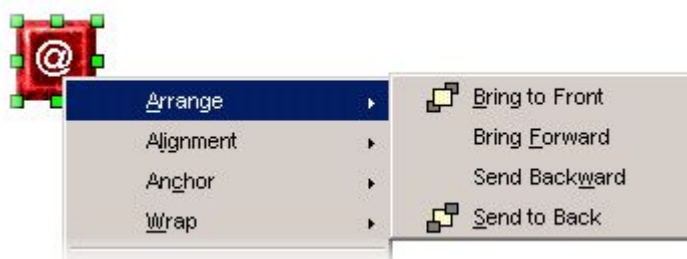 @
Arrange
Alignment
Anchor
Wrap
Bring to Front
Bring Forward
Send Backward
Send to Back